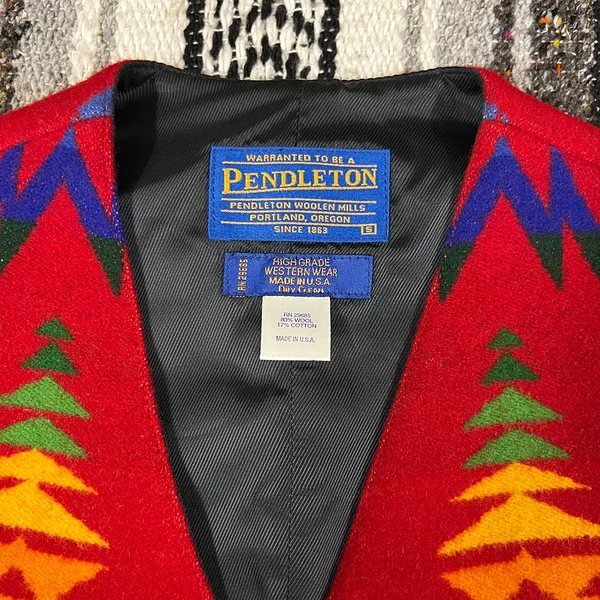 WARRANTED TO BE A
PENDLETON
PENDLETON WOOLEN MILLS
PORTLAND, OREGON
SINCE 1863 S
RN 29685
HIGH GRADE
WESTERN WEAR
MADE IN U.S.A.
DRY CLEAN
RN 29685
83% WOOL
17% COTTON
MADE IN U.S.A.